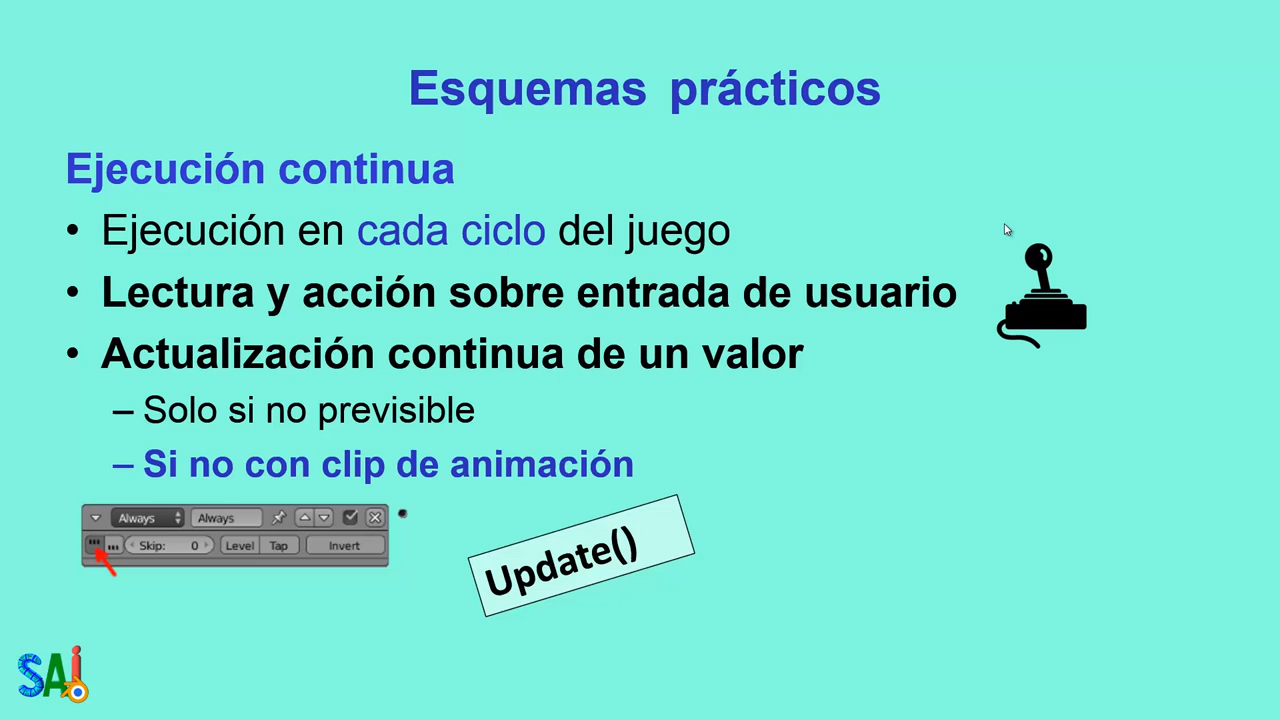 Esquemas prácticos
Ejecución continua
• Ejecución en cada ciclo del juego
• Lectura y acción sobre entrada de usuario
• Actualización continua de un valor
– Solo si no previsible
– Si no con clip de animación
Always Always
Skip: 0 Level Tap Invert
Update()
SAi